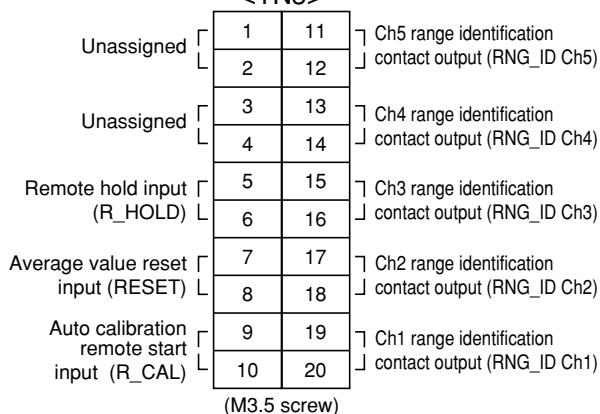 Unassigned
1 11
2 12
Ch5 range identification
contact output (RNG_ID Ch5)
Unassigned
3 13
4 14
Ch4 range identification
contact output (RNG_ID Ch4)
Remote hold input
(R_HOLD)
5 15
6 16
Ch3 range identification
contact output (RNG_ID Ch3)
Average value reset
input (RESET)
7 17
8 18
Ch2 range identification
contact output (RNG_ID Ch2)
Auto calibration
remote start
input (R_CAL)
9 19
10 20
Ch1 range identification
contact output (RNG_ID Ch1)
(M3.5 screw)